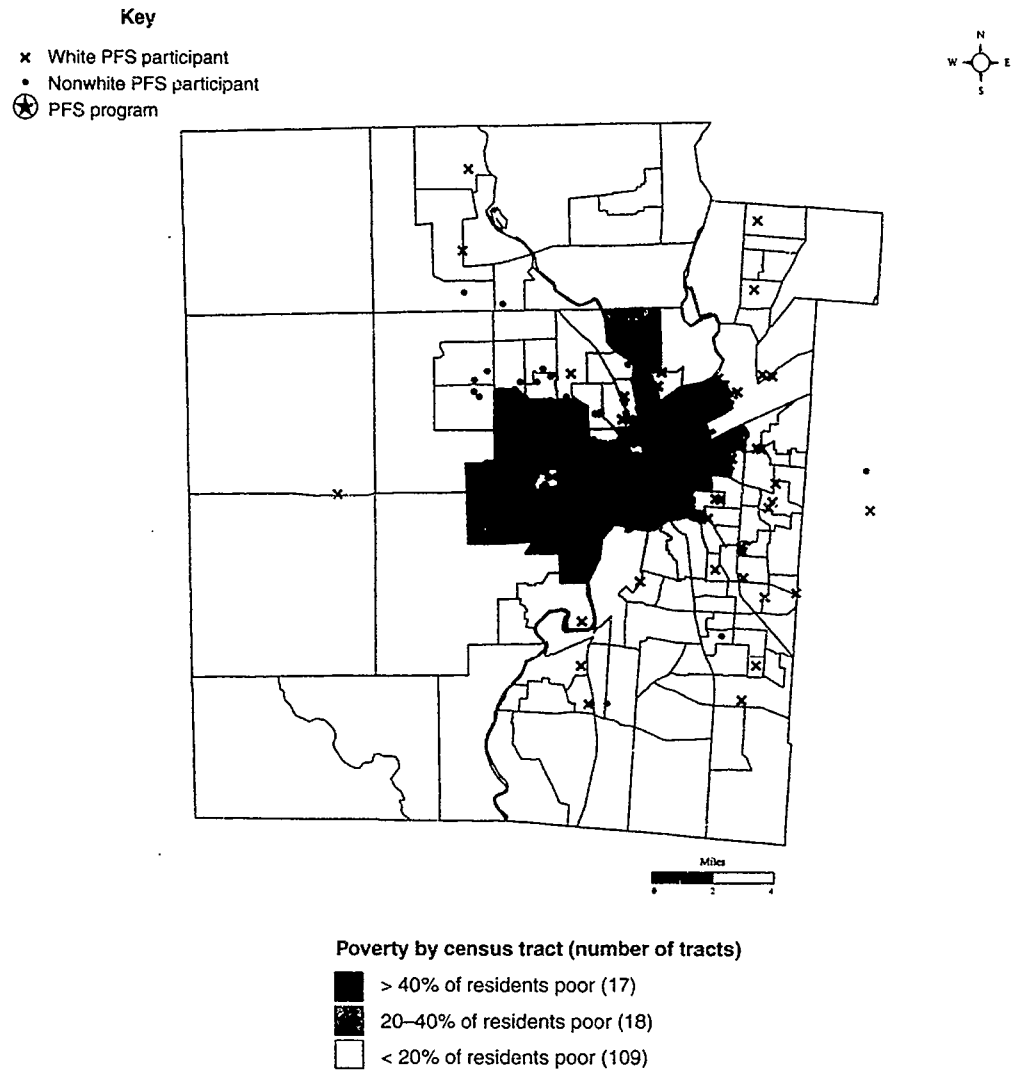 Key
× White PFS participant
• Nonwhite PFS participant
PFS program
N
W E
S
Miles
0 2 4
Poverty by census tract (number of tracts)
> 40% of residents poor (17)
20–40% of residents poor (18)
< 20% of residents poor (109)